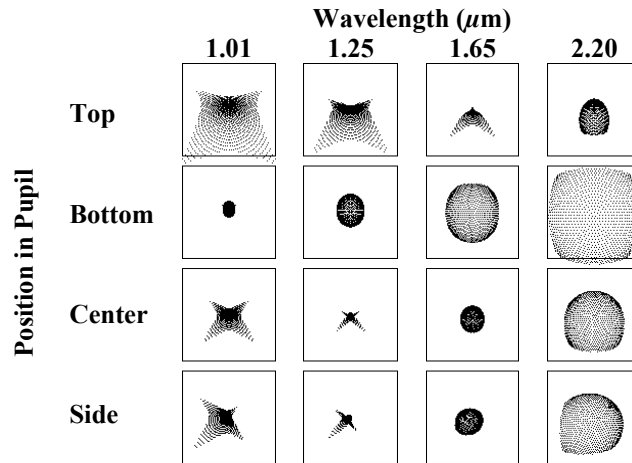 Wavelength (μm)
1.01 1.25 1.65 2.20
Top
Bottom
Center
Side
Position in Pupil